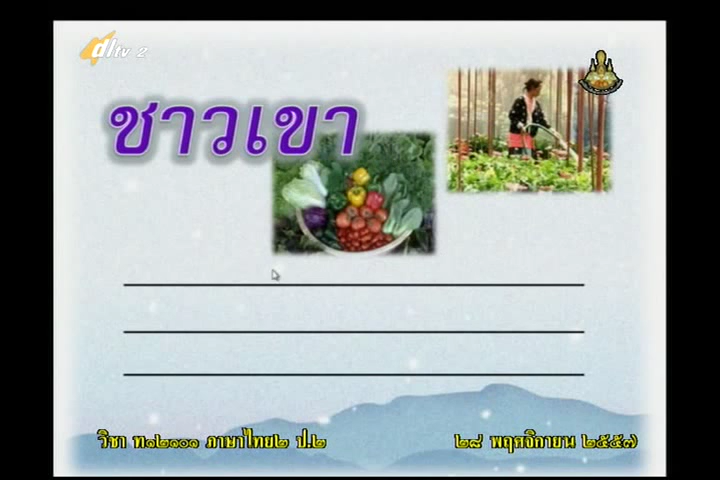 dltv 2
ชาวเขา
วิชา ท๑๒๑๐๑ ภาษาไทย๒ ป.๒
๒๘ พฤศจิกายน ๒๕๕๗